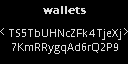 wallets
< TS5TbUHNcZFk4TjeXj >
7KmRRygqAd6rQ2P9